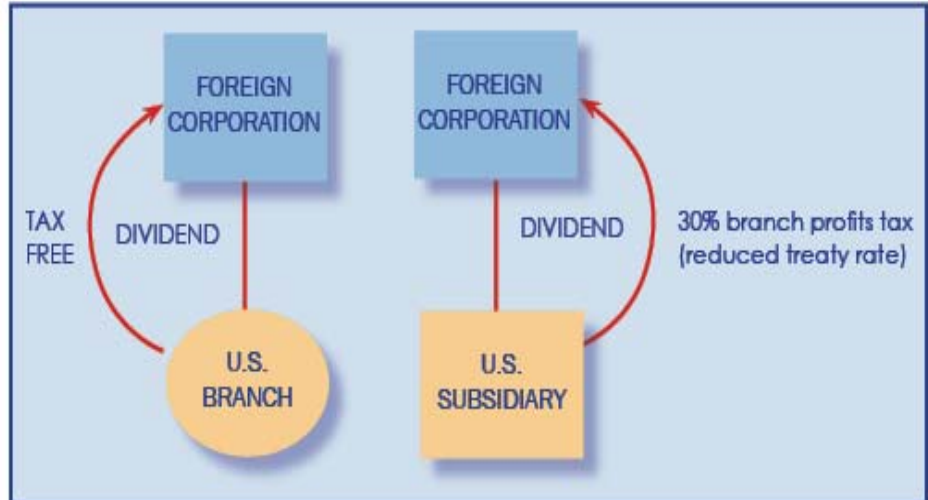 FOREIGN
CORPORATION
TAX
FREE
DIVIDEND
U.S.
BRANCH
FOREIGN
CORPORATION
DIVIDEND
30% branch profits tax
(reduced treaty rate)
U.S.
SUBSIDIARY